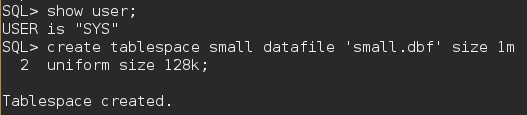 SQL> show user;
USER is "SYS"
SQL> create tablespace small datafile 'small.dbf' size 1m
  2  uniform size 128k;
Tablespace created.